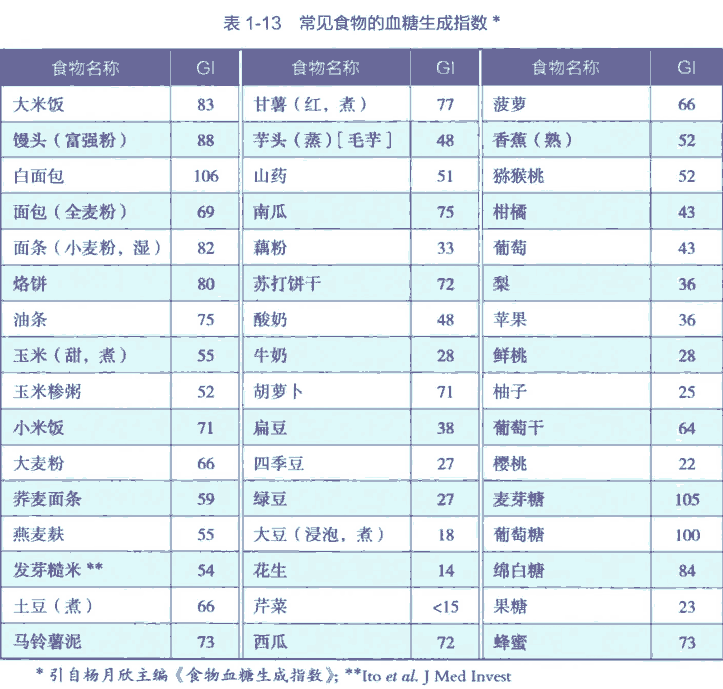 表 1-13 常见食物的血糖生成指数 *
食物名称 GI 食物名称 GI 食物名称 GI
大米饭 83 甘薯（红，煮） 77 菠萝 66
馒头（富强粉） 88 芋头（蒸）[ 毛芋 ] 48 香蕉（熟） 52
白面包 106 山药 51 猕猴桃 52
面包（全麦粉） 69 南瓜 75 柑橘 43
面条（小麦粉，湿） 82 藕粉 33 葡萄 43
烙饼 80 苏打饼干 72 梨 36
油条 75 酸奶 48 苹果 36
玉米（甜，煮） 55 牛奶 28 鲜桃 28
玉米糁粥 52 胡萝卜 71 柚子 25
小米饭 71 扁豆 38 葡萄干 64
大麦粉 66 四季豆 27 樱桃 22
荞麦面条 59 绿豆 27 麦芽糖 105
燕麦麸 55 大豆（浸泡，煮） 18 葡萄糖 100
发芽糙米 ** 54 花生 14 绵白糖 84
土豆（煮） 66 芹菜 <15 果糖 23
马铃薯泥 73 西瓜 72 蜂蜜 73
* 引自杨月欣主编《食物血糖生成指数》; **Ito et al. J Med Invest